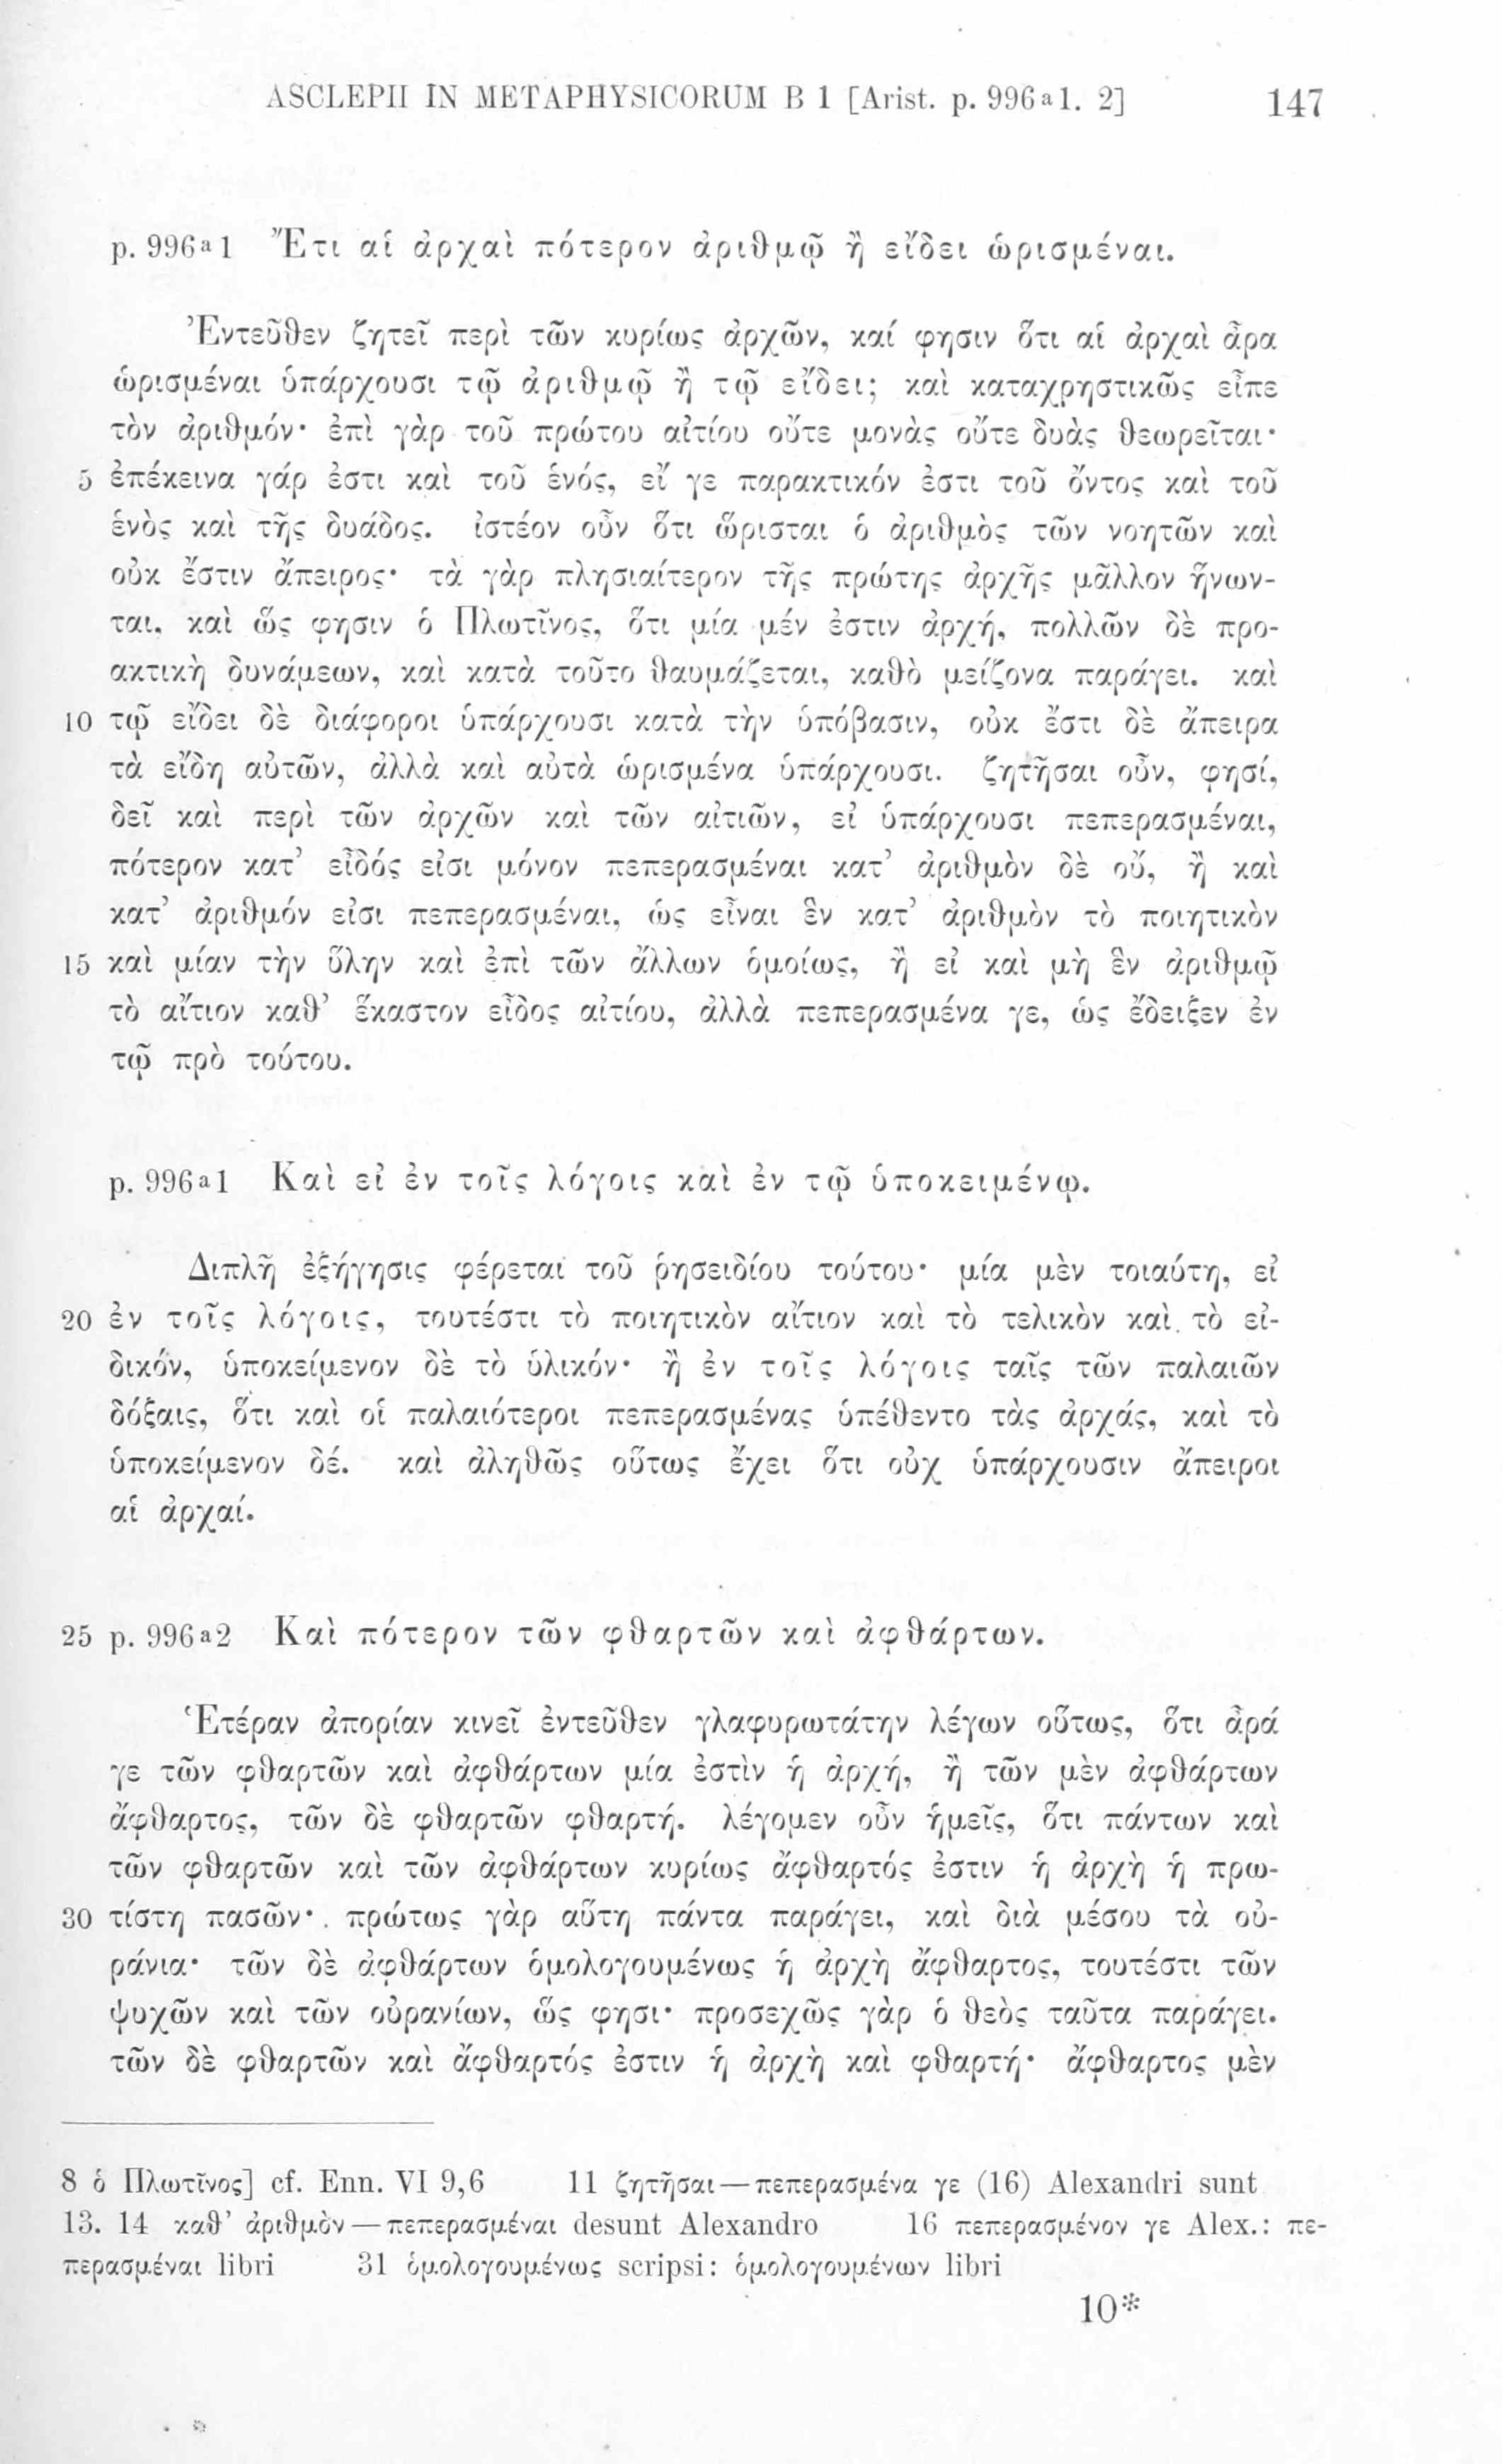 ASCLEPII IN METAPHYSICORUM B 1 [Arist. p. 996a1. 2] 147
p. 996a1 Ἔτι αἱ ἀρχαὶ πότερον ἀριθμῷ ἢ εἴδει ὡρισμέναι.
Ἐντεῦθεν ζητεῖ περὶ τῶν κυρίως ἀρχῶν, καί φησιν ὅτι αἱ ἀρχαὶ ἆρα
ὡρισμέναι ὑπάρχουσι τῷ ἀριθμῷ ἢ τῷ εἴδει; καὶ καταχρηστικῶς εἶπε
τὸν ἀριθμόν· ἐπὶ γὰρ τοῦ πρώτου αἰτίου οὔτε μονὰς οὔτε δυὰς θεωρεῖται·
5 ἐπέκεινα γάρ ἐστι καὶ τοῦ ἑνός, εἴ γε παρακτικόν ἐστι τοῦ ὄντος καὶ τοῦ
ἑνὸς καὶ τῆς δυάδος. ἰστέον οὖν ὅτι ὥρισται ὁ ἀριθμὸς τῶν νοητῶν καὶ
οὐκ ἔστιν ἄπειρος· τὰ γὰρ πλησιαίτερον τῆς πρώτης ἀρχῆς μᾶλλον ἥνων-
ται, καὶ ὥς φησιν ὁ Πλωτῖνος, ὅτι μία μέν ἐστιν ἀρχή, πολλῶν δὲ προ-
ακτικὴ δυνάμεων, καὶ κατὰ τοῦτο θαυμάζεται, καθὸ μείζονα παράγει. καὶ
10 τῷ εἴδει δὲ διάφοροι ὑπάρχουσι κατὰ τὴν ὑπόβασιν, οὐκ ἔστι δὲ ἄπειρα
τὰ εἴδη αὐτῶν, ἀλλὰ καὶ αὐτὰ ὡρισμένα ὑπάρχουσι. ζητῆσαι οὖν, φησί,
δεῖ καὶ περὶ τῶν ἀρχῶν καὶ τῶν αἰτιῶν, εἰ ὑπάρχουσι πεπερασμέναι,
πότερον κατ’ εἶδός εἰσι μόνον πεπερασμέναι κατ’ ἀριθμὸν δὲ οὔ, ἢ καὶ
κατ’ ἀριθμόν εἰσι πεπερασμέναι, ὡς εἶναι ἓν κατ’ ἀριθμὸν τὸ ποιητικὸν
15 καὶ μίαν τὴν ὕλην καὶ ἐπὶ τῶν ἄλλων ὁμοίως, ἢ εἰ καὶ μὴ ἓν ἀριθμῷ
τὸ αἴτιον καθ’ ἕκαστον εἶδος αἰτίου, ἀλλὰ πεπερασμένα γε, ὡς ἔδειξεν ἐν
τῷ πρὸ τούτου.
p. 996a1 Καὶ εἰ ἐν τοῖς λόγοις καὶ ἐν τῷ ὑποκειμένῳ.
Διπλῆ ἐξήγησις φέρεται τοῦ ῥησειδίου τούτου· μία μὲν τοιαύτη, εἰ
20 ἐν τοῖς λόγοις, τουτέστι τὸ ποιητικὸν αἴτιον καὶ τὸ τελικὸν καὶ τὸ εἰ-
δικόν, ὑποκείμενον δὲ τὸ ὑλικόν· ἢ ἐν τοῖς λόγοις ταῖς τῶν παλαιῶν
δόξαις, ὅτι καὶ οἱ παλαιότεροι πεπερασμένας ὑπέθεντο τὰς ἀρχάς, καὶ τὸ
ὑποκείμενον δέ. καὶ ἀληθῶς οὕτως ἔχει ὅτι οὐχ ὑπάρχουσιν ἄπειροι
αἱ ἀρχαί.
25 p. 996a2 Καὶ πότερον τῶν φθαρτῶν καὶ ἀφθάρτων.
Ἑτέραν ἀπορίαν κινεῖ ἐντεῦθεν γλαφυρωτάτην λέγων οὕτως, ὅτι ἆρά
γε τῶν φθαρτῶν καὶ ἀφθάρτων μία ἐστὶν ἡ ἀρχή, ἢ τῶν μὲν ἀφθάρτων
ἄφθαρτος, τῶν δὲ φθαρτῶν φθαρτή. λέγομεν οὖν ἡμεῖς, ὅτι πάντων καὶ
τῶν φθαρτῶν καὶ τῶν ἀφθάρτων κυρίως ἄφθαρτός ἐστιν ἡ ἀρχὴ ἡ πρω-
30 τίστη πασῶν· πρώτως γὰρ αὕτη πάντα παράγει, καὶ διὰ μέσου τὰ οὐ-
ράνια· τῶν δὲ ἀφθάρτων ὁμολογουμένως ἡ ἀρχὴ ἄφθαρτος, τουτέστι τῶν
ψυχῶν καὶ τῶν οὐρανίων, ὥς φησι· προσεχῶς γὰρ ὁ θεὸς ταῦτα παράγει.
τῶν δὲ φθαρτῶν καὶ ἄφθαρτός ἐστιν ἡ ἀρχὴ καὶ φθαρτή· ἄφθαρτος μὲν
8 ὁ Πλωτῖνος] cf. Enn. VI 9,6 11 ζητῆσαι—πεπερασμένα γε (16) Alexandri sunt
13. 14 καθ’ ἀριθμὸν—πεπερασμέναι desunt Alexandro 16 πεπερασμένον γε Alex.: πε-
περασμέναι libri 31 ὁμολογουμένως scripsi: ὁμολογουμένων libri
10*